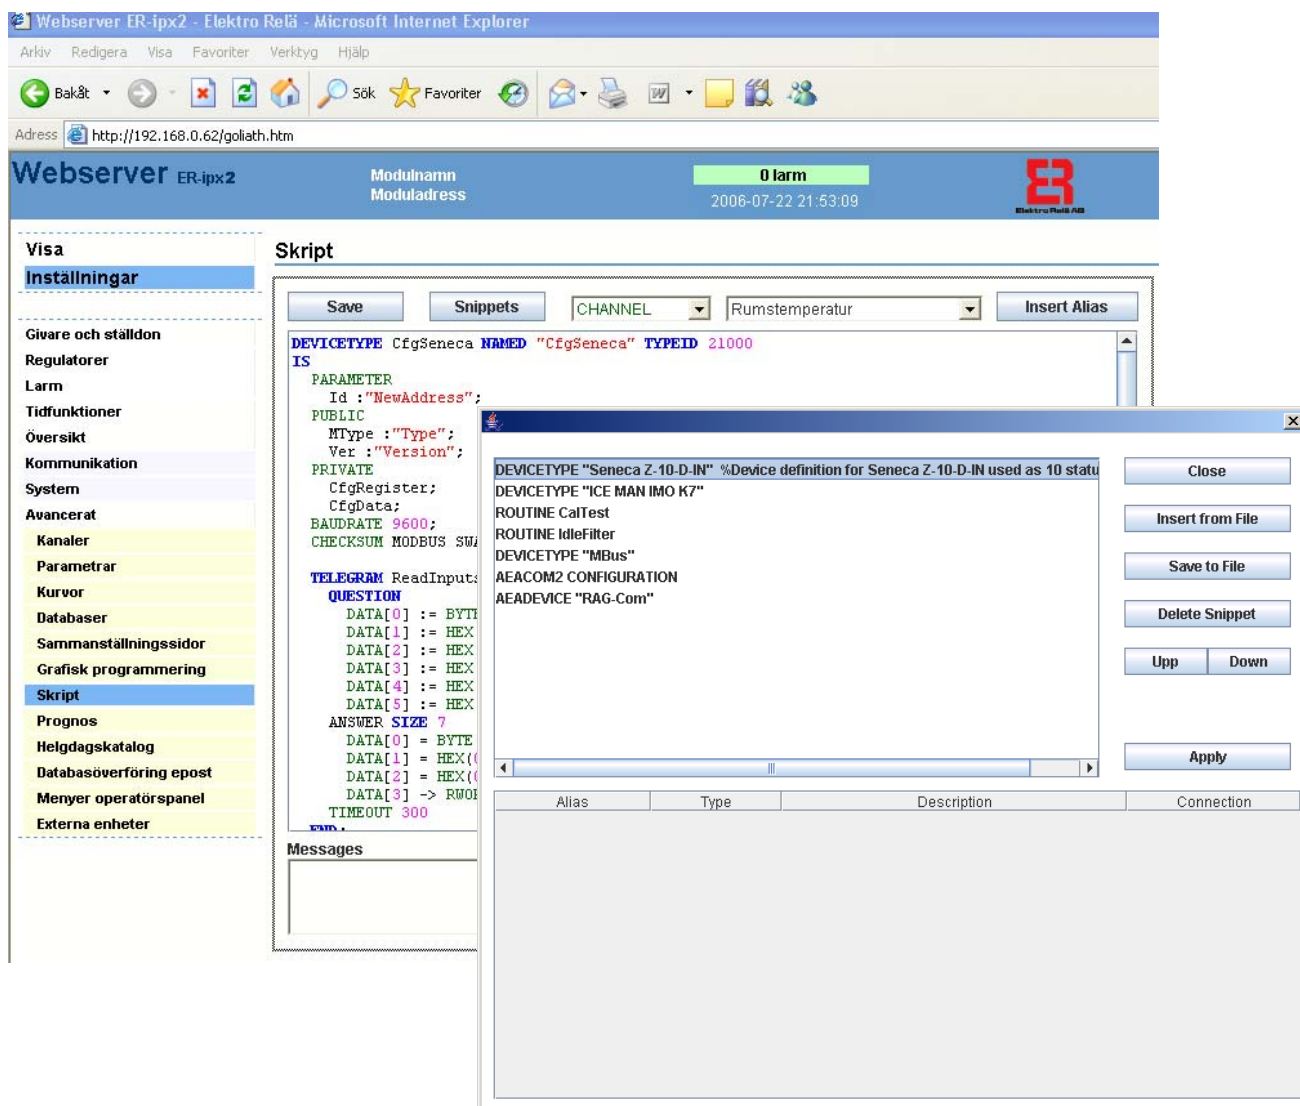 Webserver ER-ipx2 - Elektro Relä - Microsoft Internet Explorer
Arkiv Redigera Visa Favoriter Verktyg Hjälp
Bakåt Sök Favoriter
Adress http://192.168.0.62/goliath.htm
Webserver ER-ipx2
Modulnamn
Moduladress
0 larm
2006-07-22 21:53:09
Elektro Relä AB
Visa
Inställningar
Givare och ställdon
Regulatorer
Larm
Tidfunktioner
Översikt
Kommunikation
System
Avancerat
Kanaler
Parametrar
Kurvor
Databaser
Sammanställningssidor
Grafisk programmering
Skript
Prognos
Helgdagskatalog
Databasöverföring epost
Menyer operatörspanel
Externa enheter
Skript
Save Snippets CHANNEL Rumstemperatur Insert Alias
DEVICETYPE CfgSeneca NAMED "CfgSeneca" TYPEID 21000
IS
PARAMETER
Id :"NewAddress";
PUBLIC
MType :"Type";
Ver :"Version";
PRIVATE
CfgRegister;
CfgData;
BAUDRATE 9600;
CHECKSUM MODBUS
TELEGRAM ReadInputs
QUESTION
DATA[0] := BYTE
DATA[1] := HEX
DATA[2] := HEX
DATA[3] := HEX
DATA[4] := HEX
DATA[5] := HEX
ANSWER SIZE 7
DATA[0] = BYTE
DATA[1] = HEX(
DATA[2] = HEX(
DATA[3] ->
TIMEOUT 300
END;
Messages
DEVICETYPE "Seneca Z-10-D-IN" %Device definition for Seneca Z-10-D-IN used as 10 statu
DEVICETYPE "ICE MAN IMO K7"
ROUTINE CalTest
ROUTINE IdleFilter
DEVICETYPE "MBus"
AEACOM2 CONFIGURATION
AEADEVICE "RAG-Com"
Close
Insert from File
Save to File
Delete Snippet
Upp Down
Apply
Alias Type Description Connection